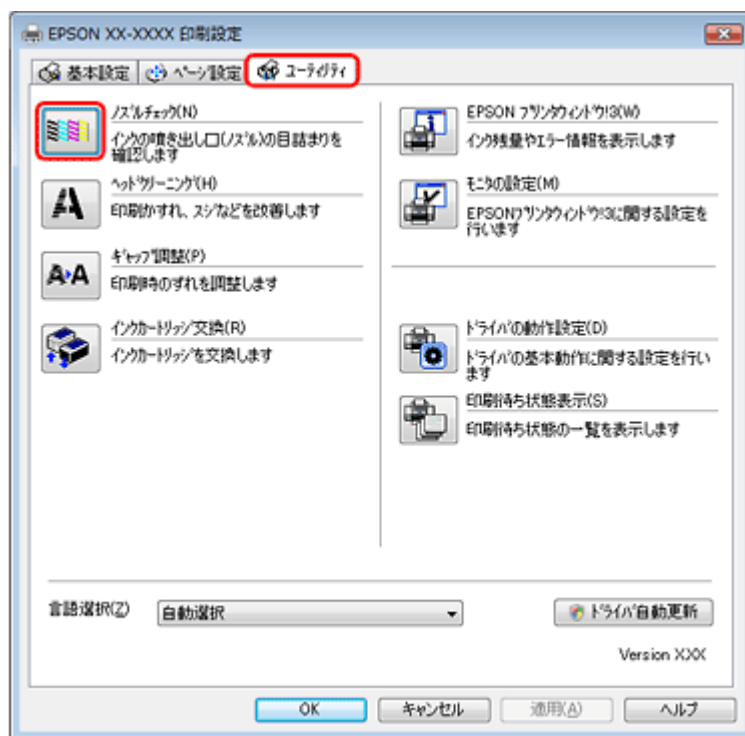 EPSON XX-XXXX 印刷設定
基本設定
ページ設定
ユーティリティ
ノズルチェック(N)
インクの噴き出し口(ノズル)の目詰まりを
確認します
ヘッドクリーニング(H)
印刷かすれ、スジなどを改善します
ギャップ調整(P)
印刷時のずれを調整します
インクカートリッジ交換(R)
インクカートリッジを交換します
EPSON プリンタウィンドウ!3(W)
インク残量やエラー情報を表示します
モニタの設定(M)
EPSONプリンタウィンドウ!3に関する設定を
行います
ドライバの動作設定(D)
ドライバの基本動作に関する設定を行い
ます
印刷待ち状態表示(S)
印刷待ち状態の一覧を表示します
言語選択(Z)
自動選択
ドライバ自動更新
Version XXX
OK
キャンセル
適用(A)
ヘルプ